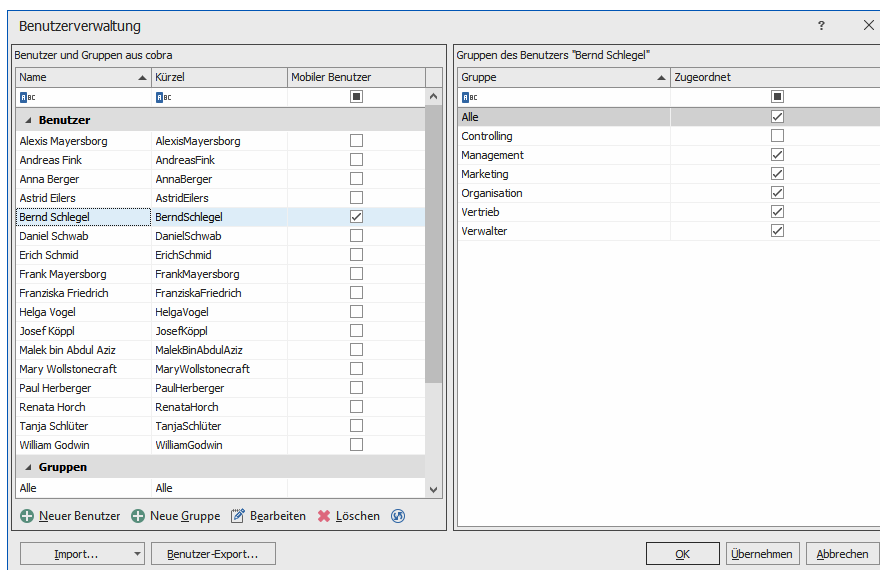 Benutzerverwaltung ?
Benutzer und Gruppen aus cobra
Name Kürzel Mobiler Benutzer
ABC ABC
Benutzer
Alexis Mayersborg AlexisMayersborg
Andreas Fink AndreasFink
Anna Berger AnnaBerger
Astrid Eilers AstridEilers
Bernd Schlegel BerndSchlegel
Daniel Schwab DanielSchwab
Erich Schmid ErichSchmid
Frank Mayersborg FrankMayersborg
Franziska Friedrich FranziskaFriedrich
Helga Vogel HelgaVogel
Josef Köppl JosefKöppl
Malek bin Abdul Aziz MalekBinAbdulAziz
Mary Wollstonecraft MaryWollstonecraft
Paul Herberger PaulHerberger
Renata Horch RenataHorch
Tanja Schlüter TanjaSchlüter
William Godwin WilliamGodwin
Gruppen
Alle Alle
Neuer Benutzer Neue Gruppe Bearbeiten Löschen
Gruppen des Benutzers "Bernd Schlegel"
Gruppe Zugeordnet
ABC
Alle
Controlling
Management
Marketing
Organisation
Vertrieb
Verwalter
Import... Benutzer-Export... OK Übernehmen Abbrechen